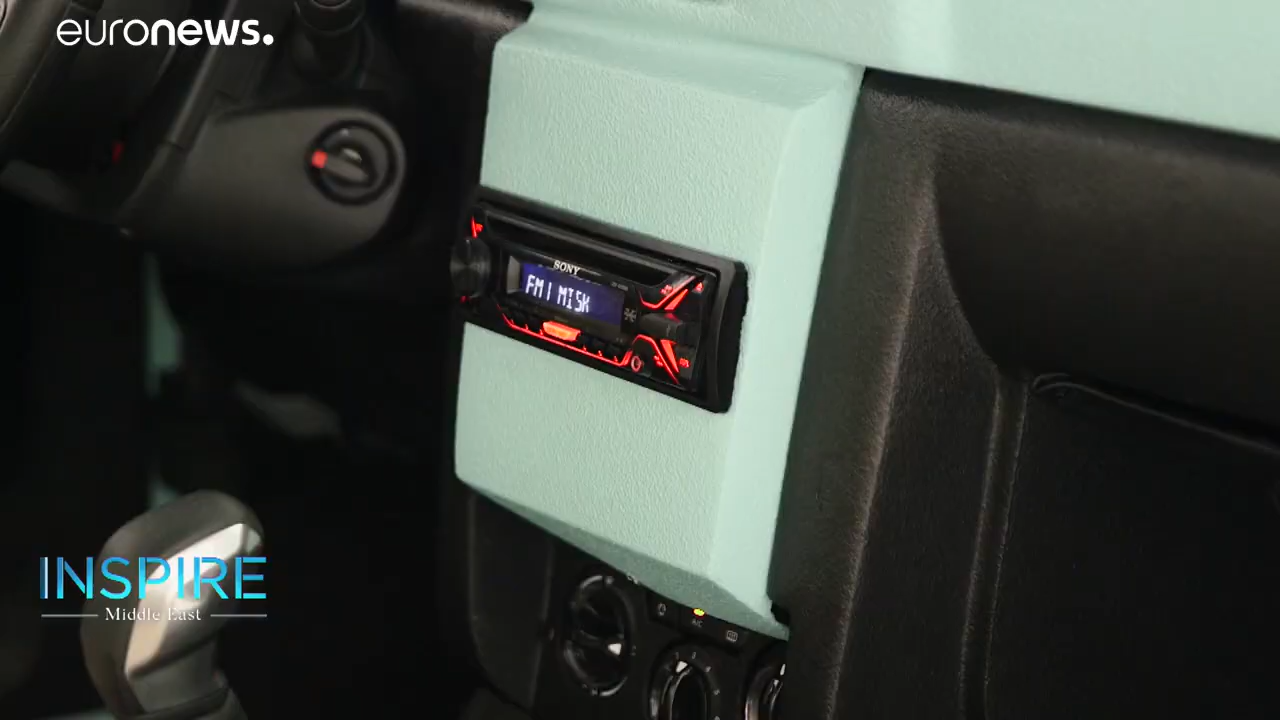 euronews.
SONY
FM1 MISK
A/C
INSPIRE
Middle East